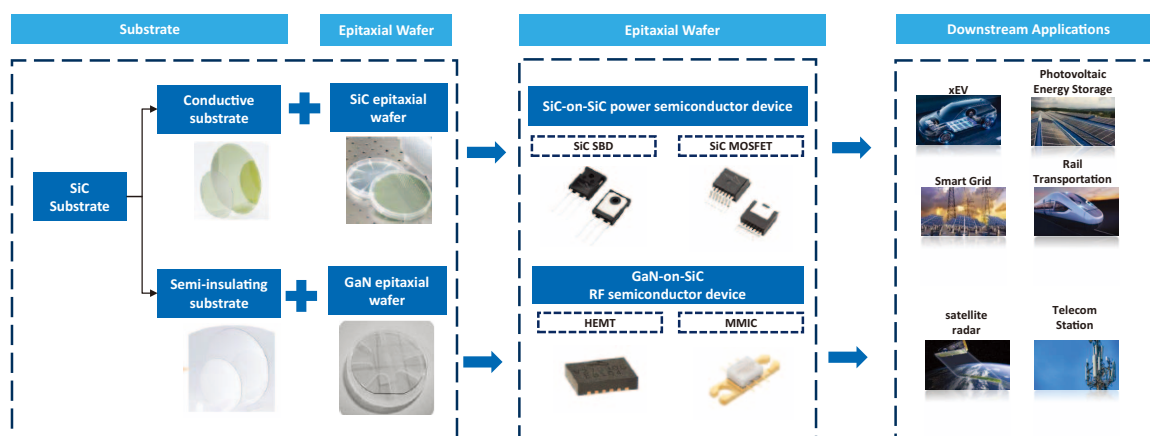 Substrate
Epitaxial Wafer
Epitaxial Wafer
Downstream Applications
SiC
Substrate
Conductive
substrate
SiC epitaxial
wafer
Semi-insulating
substrate
GaN epitaxial
wafer
SiC-on-SiC power semiconductor device
SiC SBD
SiC MOSFET
GaN-on-SiC
RF semiconductor device
HEMT
MMIC
xEV
Photovoltaic
Energy Storage
Smart Grid
Rail
Transportation
satellite
radar
Telecom
Station